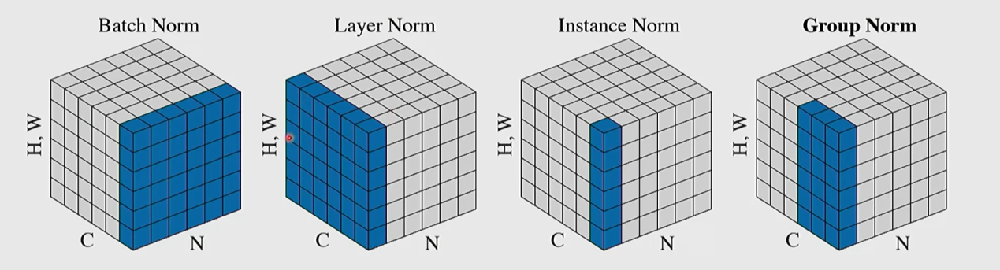 Batch Norm
Layer Norm
Instance Norm
Group Norm
H, W
C
N
H, W
C
N
H, W
C
N
H, W
C
N